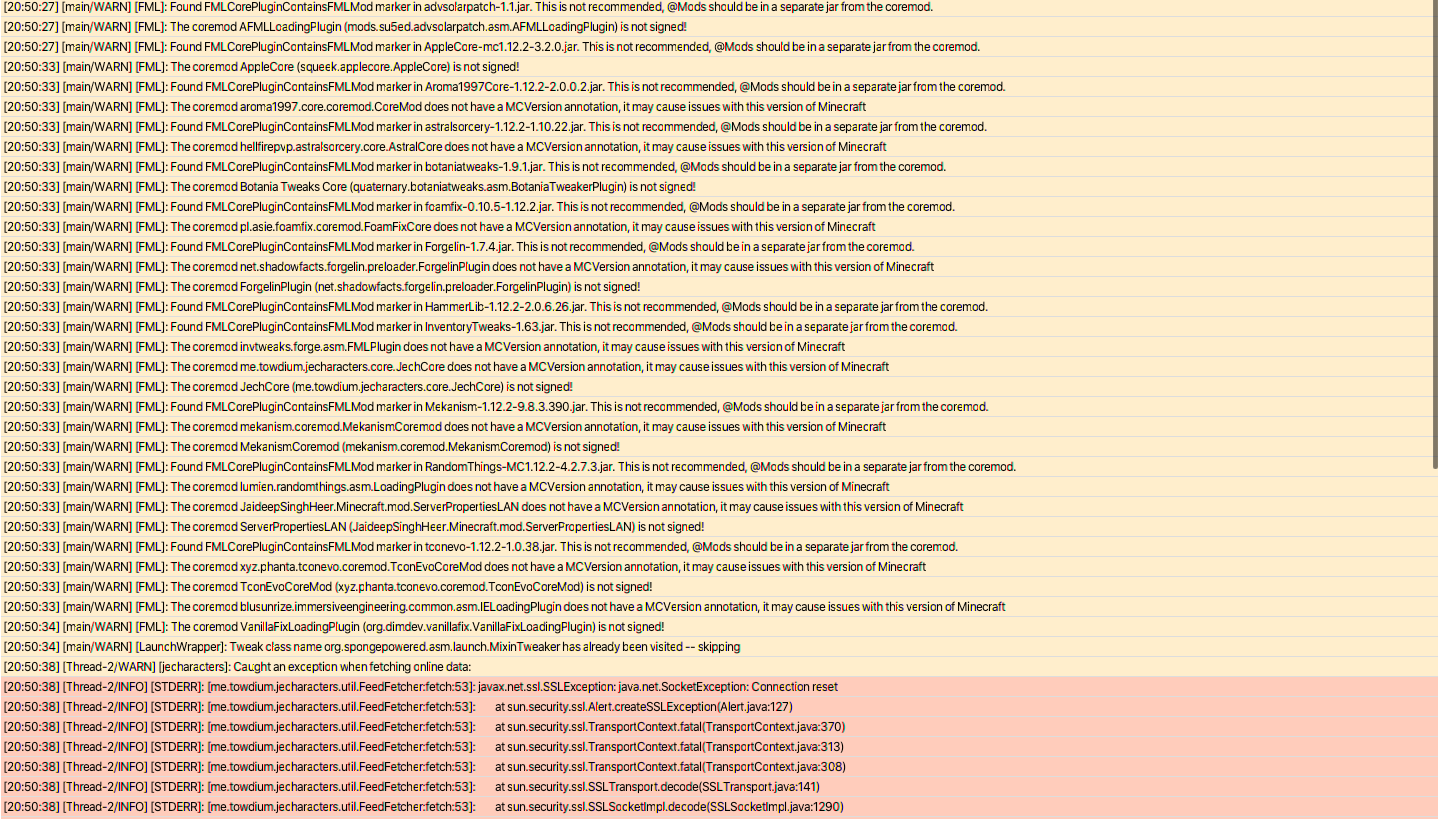 [20:50:27] [main/WARN] [FML]: Found FMLCorePluginContainsFMLMod marker in advsolarpatch-1.1.jar. This is not recommended, @Mods should be in a separate jar from the coremod.
[20:50:27] [main/WARN] [FML]: The coremod AFMLLoadingPlugin (mods.su5ed.advsolarpatch.asm.AFMLLoadingPlugin) is not signed!
[20:50:27] [main/WARN] [FML]: Found FMLCorePluginContainsFMLMod marker in AppleCore-mc1.12.2-3.2.0.jar. This is not recommended, @Mods should be in a separate jar from the coremod.
[20:50:33] [main/WARN] [FML]: The coremod AppleCore (squeek.applecore.AppleCore) is not signed!
[20:50:33] [main/WARN] [FML]: Found FMLCorePluginContainsFMLMod marker in Aroma1997Core-1.12.2-2.0.0.2.jar. This is not recommended, @Mods should be in a separate jar from the coremod.
[20:50:33] [main/WARN] [FML]: The coremod aroma1997.core.coremod.CoreMod does not have a MCVersion annotation, it may cause issues with this version of Minecraft
[20:50:33] [main/WARN] [FML]: Found FMLCorePluginContainsFMLMod marker in astralsorcery-1.12.2-1.10.22.jar. This is not recommended, @Mods should be in a separate jar from the coremod.
[20:50:33] [main/WARN] [FML]: The coremod hellfirepvp.astralsorcery.core.AstralCore does not have a MCVersion annotation, it may cause issues with this version of Minecraft
[20:50:33] [main/WARN] [FML]: Found FMLCorePluginContainsFMLMod marker in botaniatweaks-1.9.1.jar. This is not recommended, @Mods should be in a separate jar from the coremod.
[20:50:33] [main/WARN] [FML]: The coremod Botania Tweaks Core (quaternary.botaniatweaks.asm.BotaniaTweakerPlugin) is not signed!
[20:50:33] [main/WARN] [FML]: Found FMLCorePluginContainsFMLMod marker in foamfix-0.10.5-1.12.2.jar. This is not recommended, @Mods should be in a separate jar from the coremod.
[20:50:33] [main/WARN] [FML]: The coremod pl.asie.foamfix.coremod.FoamFixCore does not have a MCVersion annotation, it may cause issues with this version of Minecraft
[20:50:33] [main/WARN] [FML]: Found FMLCorePluginContainsFMLMod marker in Forgelin-1.7.4.jar. This is not recommended, @Mods should be in a separate jar from the coremod.
[20:50:33] [main/WARN] [FML]: The coremod net.shadowfacts.forgelin.preloader.ForgelinPlugin does not have a MCVersion annotation, it may cause issues with this version of Minecraft
[20:50:33] [main/WARN] [FML]: The coremod ForgelinPlugin (net.shadowfacts.forgelin.preloader.ForgelinPlugin) is not signed!
[20:50:33] [main/WARN] [FML]: Found FMLCorePluginContainsFMLMod marker in HammerLib-1.12.2-2.0.6.26.jar. This is not recommended, @Mods should be in a separate jar from the coremod.
[20:50:33] [main/WARN] [FML]: Found FMLCorePluginContainsFMLMod marker in InventoryTweaks-1.63.jar. This is not recommended, @Mods should be in a separate jar from the coremod.
[20:50:33] [main/WARN] [FML]: The coremod invtweaks.forge.asm.FMLPlugin does not have a MCVersion annotation, it may cause issues with this version of Minecraft
[20:50:33] [main/WARN] [FML]: The coremod me.towdium.jecharacters.core.JechCore does not have a MCVersion annotation, it may cause issues with this version of Minecraft
[20:50:33] [main/WARN] [FML]: The coremod JechCore (me.towdium.jecharacters.core.JechCore) is not signed!
[20:50:33] [main/WARN] [FML]: Found FMLCorePluginContainsFMLMod marker in Mekanism-1.12.2-9.8.3.390.jar. This is not recommended, @Mods should be in a separate jar from the coremod.
[20:50:33] [main/WARN] [FML]: The coremod mekanism.coremod.MekanismCoremod does not have a MCVersion annotation, it may cause issues with this version of Minecraft
[20:50:33] [main/WARN] [FML]: The coremod MekanismCoremod (mekanism.coremod.MekanismCoremod) is not signed!
[20:50:33] [main/WARN] [FML]: Found FMLCorePluginContainsFMLMod marker in RandomThings-MC1.12.2-4.2.7.3.jar. This is not recommended, @Mods should be in a separate jar from the coremod.
[20:50:33] [main/WARN] [FML]: The coremod lumien.randomthings.asm.LoadingPlugin does not have a MCVersion annotation, it may cause issues with this version of Minecraft
[20:50:33] [main/WARN] [FML]: The coremod JaideepSinghHeer.Minecraft.mod.ServerPropertiesLAN does not have a MCVersion annotation, it may cause issues with this version of Minecraft
[20:50:33] [main/WARN] [FML]: The coremod ServerPropertiesLAN (JaideepSinghHeer.Minecraft.mod.ServerPropertiesLAN) is not signed!
[20:50:33] [main/WARN] [FML]: Found FMLCorePluginContainsFMLMod marker in tconevo-1.12.2-1.0.38.jar. This is not recommended, @Mods should be in a separate jar from the coremod.
[20:50:33] [main/WARN] [FML]: The coremod xyz.phanta.tconevo.coremod.TconEvoCoreMod does not have a MCVersion annotation, it may cause issues with this version of Minecraft
[20:50:33] [main/WARN] [FML]: The coremod TconEvoCoreMod (xyz.phanta.tconevo.coremod.TconEvoCoreMod) is not signed!
[20:50:33] [main/WARN] [FML]: The coremod blusunrize.immersiveengineering.common.asm.IELoadingPlugin does not have a MCVersion annotation, it may cause issues with this version of Minecraft
[20:50:34] [main/WARN] [FML]: The coremod VanillaFixLoadingPlugin (org.dimdev.vanillafix.VanillaFixLoadingPlugin) is not signed!
[20:50:34] [main/WARN] [LaunchWrapper]: Tweak class name org.spongepowered.asm.launch.MixinTweaker has already been visited -- skipping
[20:50:38] [Thread-2/WARN] [jecharacters]: Caught an exception when fetching online data:
[20:50:38] [Thread-2/INFO] [STDERR]: [me.towdium.jecharacters.util.FeedFetcher:fetch:53]: javax.net.ssl.SSLException: java.net.SocketException: Connection reset
[20:50:38] [Thread-2/INFO] [STDERR]: [me.towdium.jecharacters.util.FeedFetcher:fetch:53]: at sun.security.ssl.Alert.createSSLException(Alert.java:127)
[20:50:38] [Thread-2/INFO] [STDERR]: [me.towdium.jecharacters.util.FeedFetcher:fetch:53]: at sun.security.ssl.TransportContext.fatal(TransportContext.java:370)
[20:50:38] [Thread-2/INFO] [STDERR]: [me.towdium.jecharacters.util.FeedFetcher:fetch:53]: at sun.security.ssl.TransportContext.fatal(TransportContext.java:313)
[20:50:38] [Thread-2/INFO] [STDERR]: [me.towdium.jecharacters.util.FeedFetcher:fetch:53]: at sun.security.ssl.TransportContext.fatal(TransportContext.java:308)
[20:50:38] [Thread-2/INFO] [STDERR]: [me.towdium.jecharacters.util.FeedFetcher:fetch:53]: at sun.security.ssl.SSLTransport.decode(SSLTransport.java:141)
[20:50:38] [Thread-2/INFO] [STDERR]: [me.towdium.jecharacters.util.FeedFetcher:fetch:53]: at sun.security.ssl.SSLSocketImpl.decode(SSLSocketImpl.java:1290)